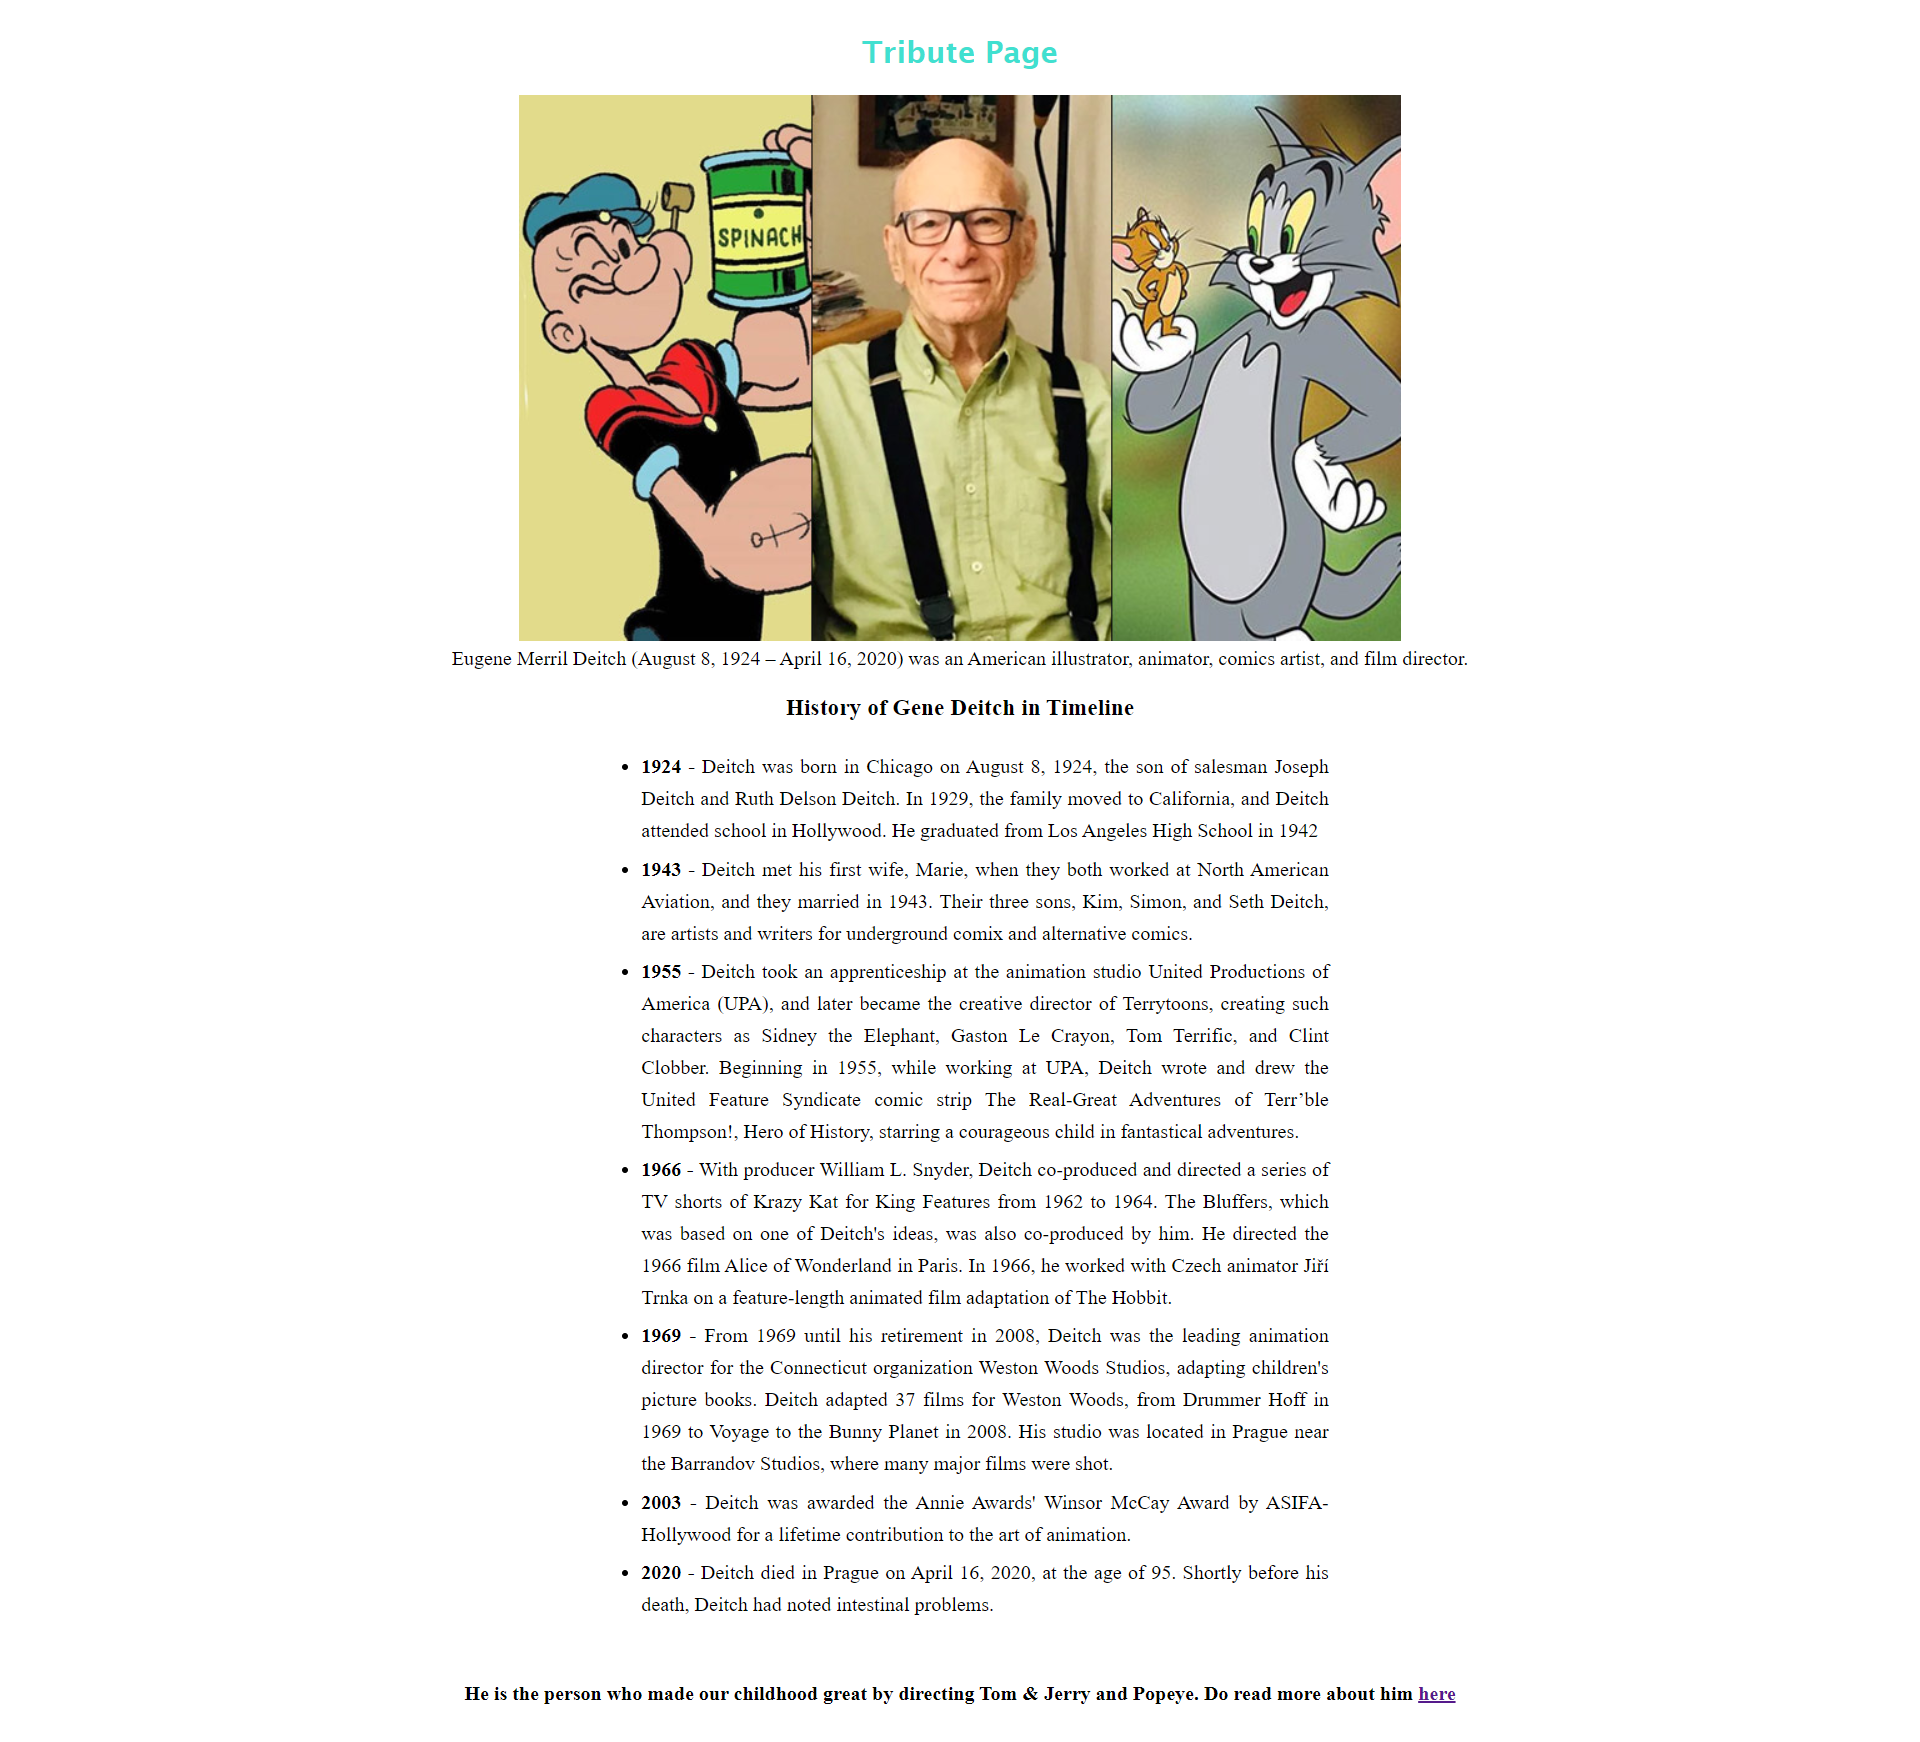 Tribute Page
SPINACH
Eugene Merril Deitch (August 8, 1924 – April 16, 2020) was an American illustrator, animator, comics artist, and film director.
History of Gene Deitch in Timeline
• 1924 - Deitch was born in Chicago on August 8, 1924, the son of salesman Joseph
Deitch and Ruth Delson Deitch. In 1929, the family moved to California, and Deitch
attended school in Hollywood. He graduated from Los Angeles High School in 1942
• 1943 - Deitch met his first wife, Marie, when they both worked at North American
Aviation, and they married in 1943. Their three sons, Kim, Simon, and Seth Deitch,
are artists and writers for underground comix and alternative comics.
• 1955 - Deitch took an apprenticeship at the animation studio United Productions of
America (UPA), and later became the creative director of Terrytoons, creating such
characters as Sidney the Elephant, Gaston Le Crayon, Tom Terrific, and Clint
Clobber. Beginning in 1955, while working at UPA, Deitch wrote and drew the
United Feature Syndicate comic strip The Real-Great Adventures of Terr’ble
Thompson!, Hero of History, starring a courageous child in fantastical adventures.
• 1966 - With producer William L. Snyder, Deitch co-produced and directed a series of
TV shorts of Krazy Kat for King Features from 1962 to 1964. The Bluffers, which
was based on one of Deitch's ideas, was also co-produced by him. He directed the
1966 film Alice of Wonderland in Paris. In 1966, he worked with Czech animator Jiří
Trnka on a feature-length animated film adaptation of The Hobbit.
• 1969 - From 1969 until his retirement in 2008, Deitch was the leading animation
director for the Connecticut organization Weston Woods Studios, adapting children's
picture books. Deitch adapted 37 films for Weston Woods, from Drummer Hoff in
1969 to Voyage to the Bunny Planet in 2008. His studio was located in Prague near
the Barrandov Studios, where many major films were shot.
• 2003 - Deitch was awarded the Annie Awards' Winsor McCay Award by ASIFA-
Hollywood for a lifetime contribution to the art of animation.
• 2020 - Deitch died in Prague on April 16, 2020, at the age of 95. Shortly before his
death, Deitch had noted intestinal problems.
He is the person who made our childhood great by directing Tom & Jerry and Popeye. Do read more about him here